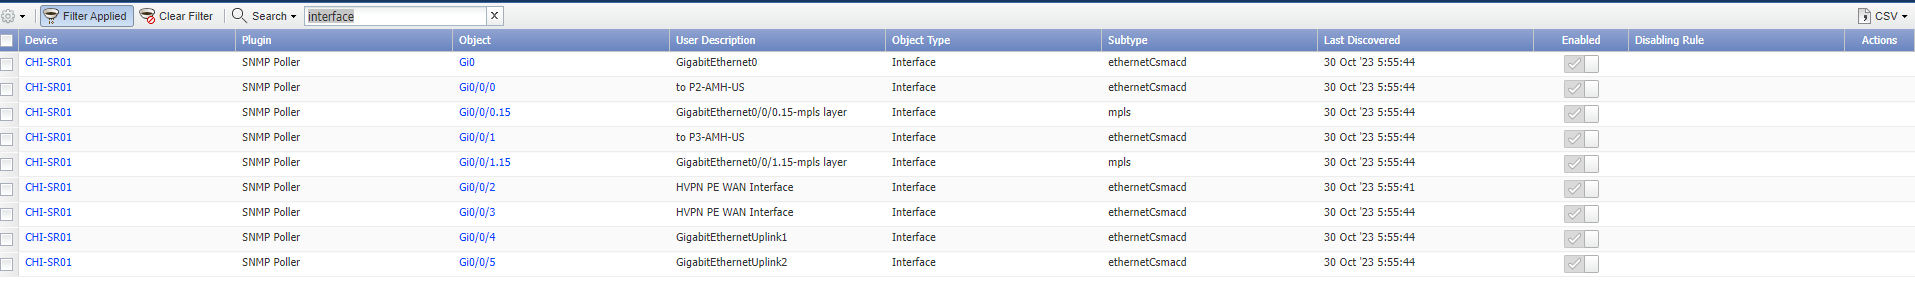 Filter Applied Clear Filter Search interface X CSV
Device Plugin Object User Description Object Type Subtype Last Discovered Enabled Disabling Rule Actions
CHI-SR01 SNMP Poller Gi0 GigabitEthernet0 Interface ethernetCsmacd 30 Oct '23 5:55:44
CHI-SR01 SNMP Poller Gi0/0/0 to P2-AMH-US Interface ethernetCsmacd 30 Oct '23 5:55:44
CHI-SR01 SNMP Poller Gi0/0/0.15 GigabitEthernet0/0/0.15-mpls layer Interface mpls 30 Oct '23 5:55:44
CHI-SR01 SNMP Poller Gi0/0/1 to P3-AMH-US Interface ethernetCsmacd 30 Oct '23 5:55:44
CHI-SR01 SNMP Poller Gi0/0/1.15 GigabitEthernet0/0/1.15-mpls layer Interface mpls 30 Oct '23 5:55:44
CHI-SR01 SNMP Poller Gi0/0/2 HVPN PE WAN Interface Interface ethernetCsmacd 30 Oct '23 5:55:41
CHI-SR01 SNMP Poller Gi0/0/3 HVPN PE WAN Interface Interface ethernetCsmacd 30 Oct '23 5:55:44
CHI-SR01 SNMP Poller Gi0/0/4 GigabitEthernetUplink1 Interface ethernetCsmacd 30 Oct '23 5:55:44
CHI-SR01 SNMP Poller Gi0/0/5 GigabitEthernetUplink2 Interface ethernetCsmacd 30 Oct '23 5:55:44